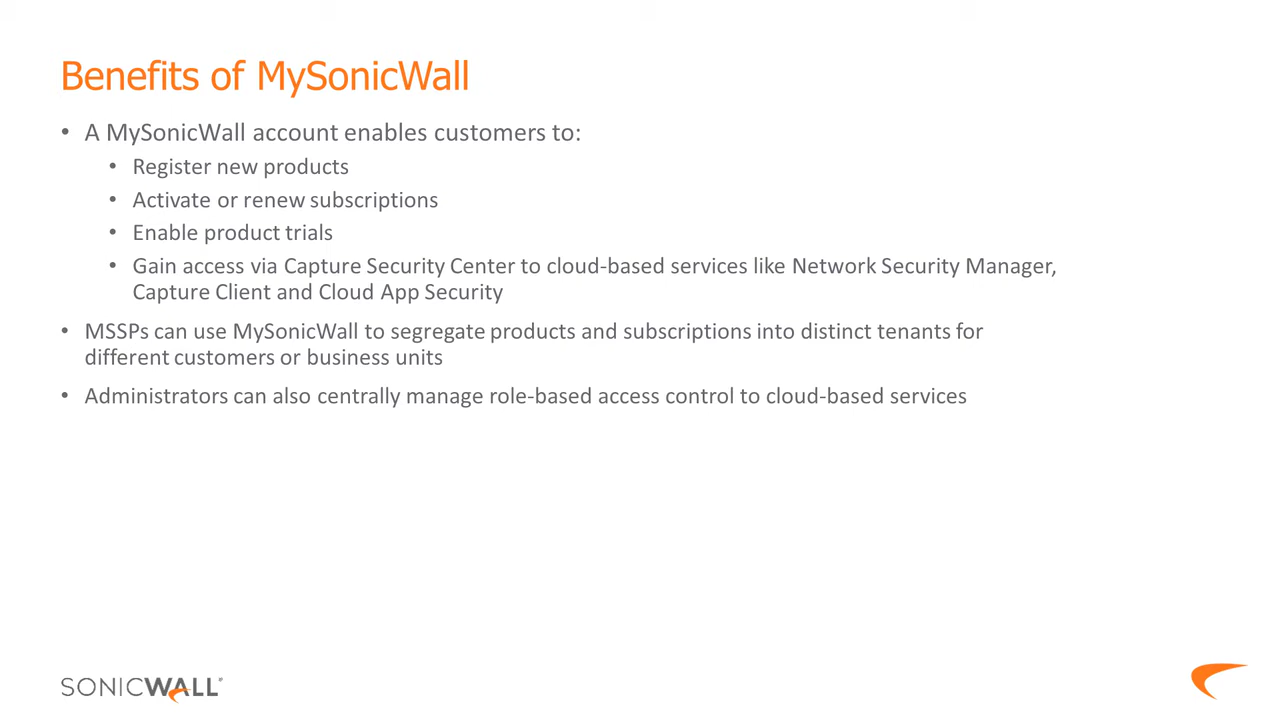 Benefits of MySonicWall
• A MySonicWall account enables customers to:
• Register new products
• Activate or renew subscriptions
• Enable product trials
• Gain access via Capture Security Center to cloud-based services like Network Security Manager,
Capture Client and Cloud App Security
• MSSPs can use MySonicWall to segregate products and subscriptions into distinct tenants for
different customers or business units
• Administrators can also centrally manage role-based access control to cloud-based services
SONICWALL®